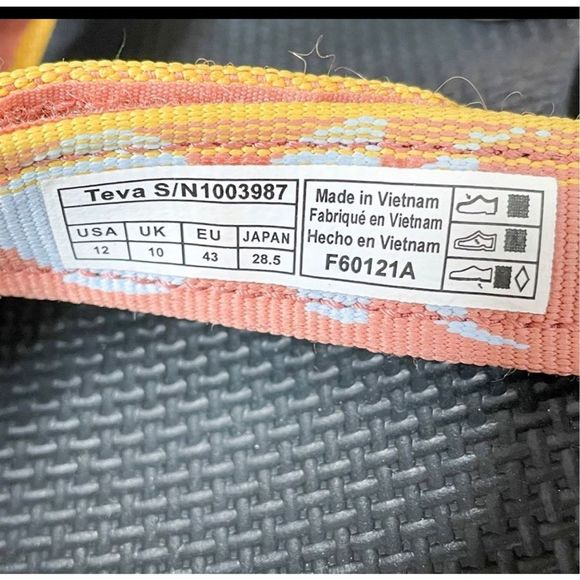 Teva S/N1003987
USA UK EU JAPAN
12 10 43 28.5
Made in Vietnam
Fabriqué en Vietnam
Hecho en Vietnam
F60121A